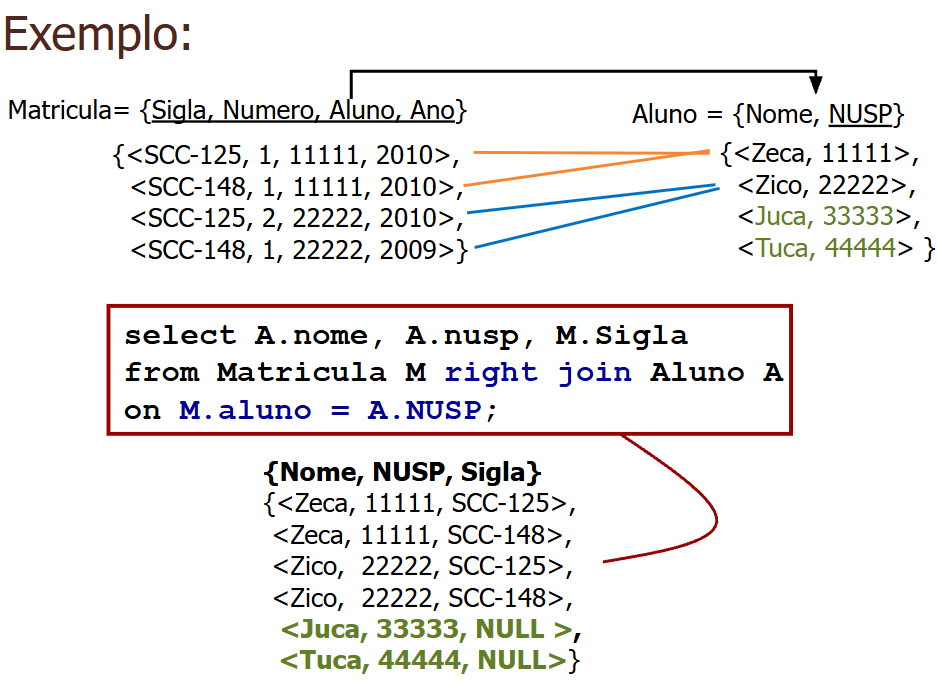 Exemplo:
Matricula= {Sigla, Numero, Aluno, Ano}
{<SCC-125, 1, 11111, 2010>,
<SCC-148, 1, 11111, 2010>,
<SCC-125, 2, 22222, 2010>,
<SCC-148, 1, 22222, 2009>}
Aluno = {Nome, NUSP}
{<Zeca, 11111>,
<Zico, 22222>,
<Juca, 33333>,
<Tuca, 44444> }
select A.nome, A.nusp, M.Sigla
from Matricula M right join Aluno A
on M.aluno = A.NUSP;
{Nome, NUSP, Sigla}
{<Zeca, 11111, SCC-125>,
<Zeca, 11111, SCC-148>,
<Zico, 22222, SCC-125>,
<Zico, 22222, SCC-148>,
<Juca, 33333, NULL >,
<Tuca, 44444, NULL>}